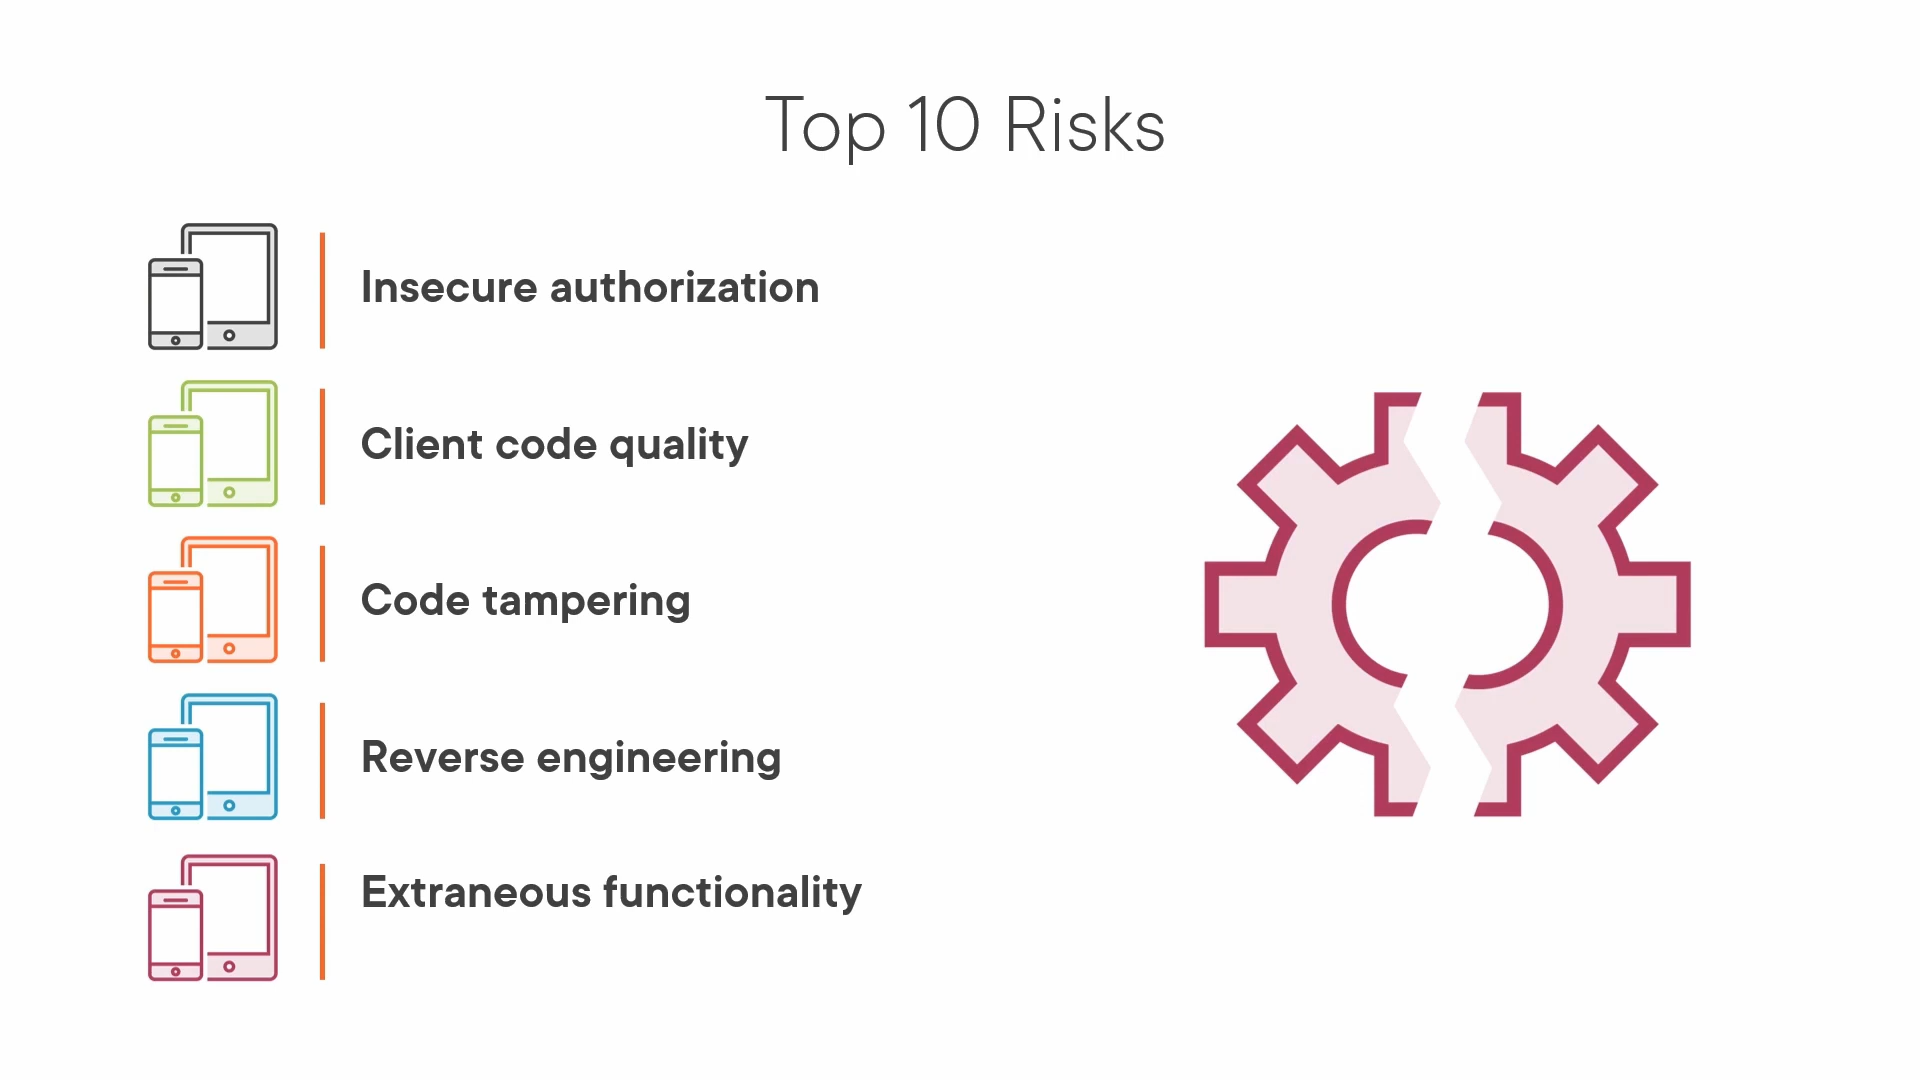 Top 10 Risks
Insecure authorization
Client code quality
Code tampering
Reverse engineering
Extraneous functionality